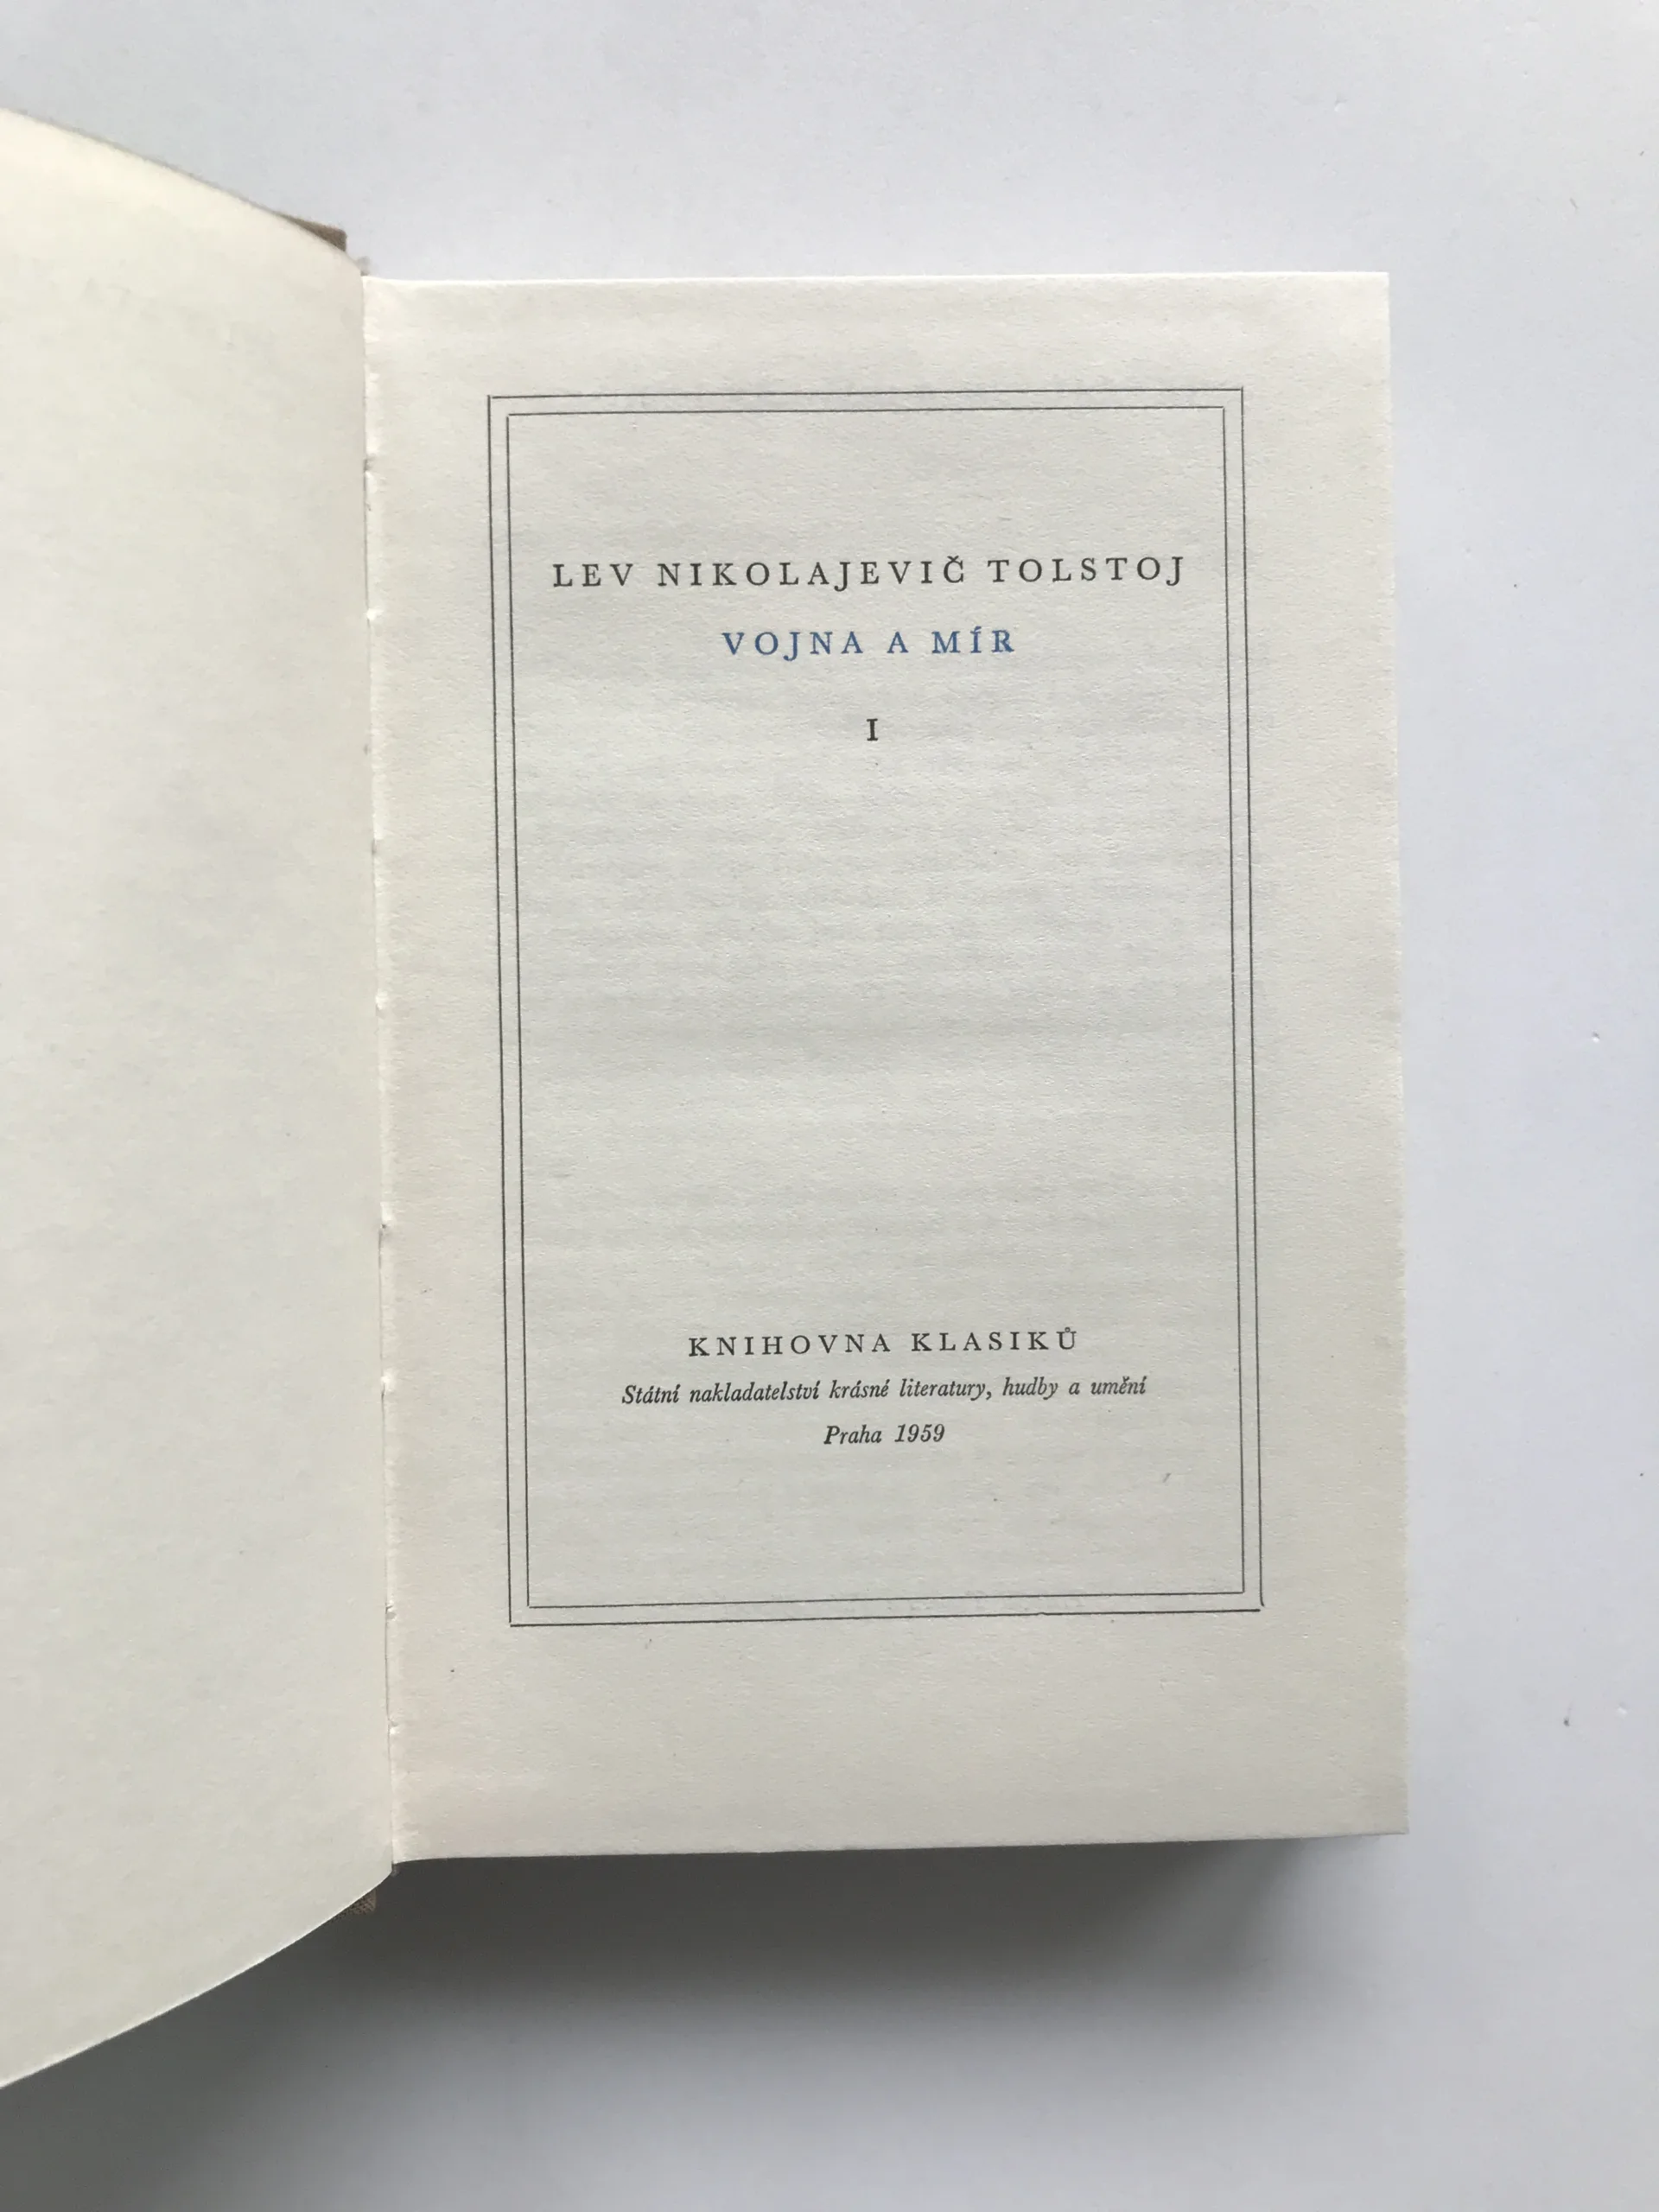 LEV NIKOLAJEVIČ TOLSTOJ
VOJNA A MÍR
I
KNIHOVNA KLASIKŮ
Státní nakladatelství krásné literatury, hudby a umění
Praha 1959